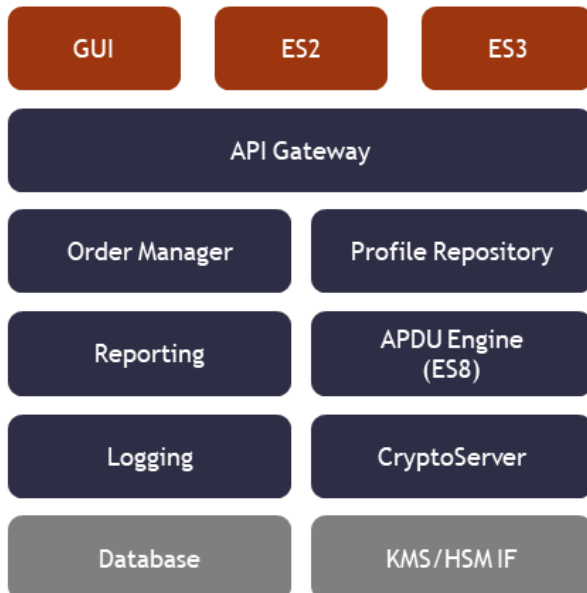 GUI
ES2
ES3
API Gateway
Order Manager
Profile Repository
Reporting
APDU Engine
(ES8)
Logging
CryptoServer
Database
KMS/HSM IF